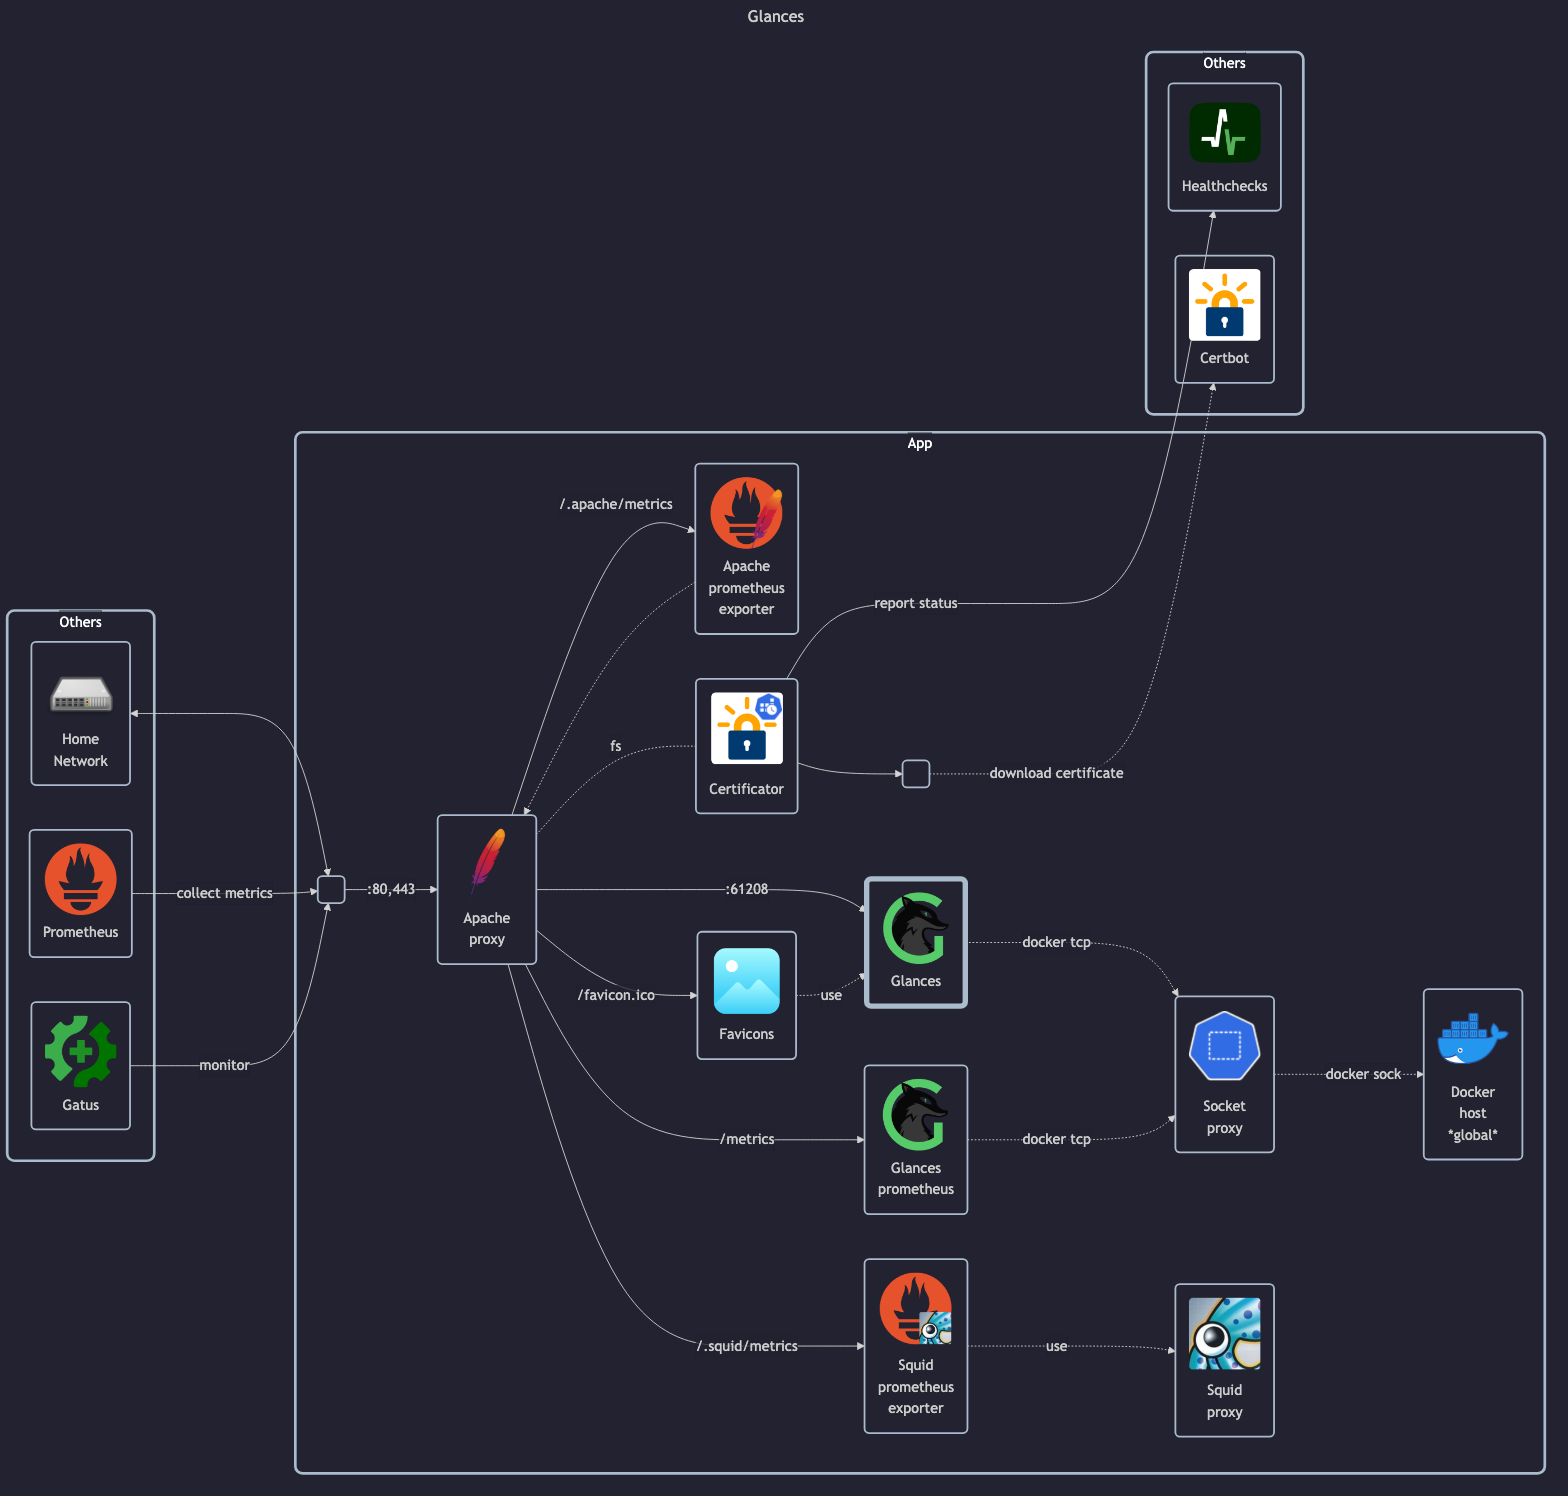 Glances
Others
Healthchecks
Certbot
App
/.apache/metrics
Apache
prometheus
exporter
report status
Others
Home
Network
fs
Certificator
download certificate
Prometheus
collect metrics
:80,443
Apache
proxy
:61208
Glances
docker tcp
/favicon.ico
Favicons
use
Gatus
monitor
Socket
proxy
docker sock
Docker
host
*global*
/metrics
Glances
prometheus
docker tcp
/.squid/metrics
Squid
prometheus
exporter
use
Squid
proxy